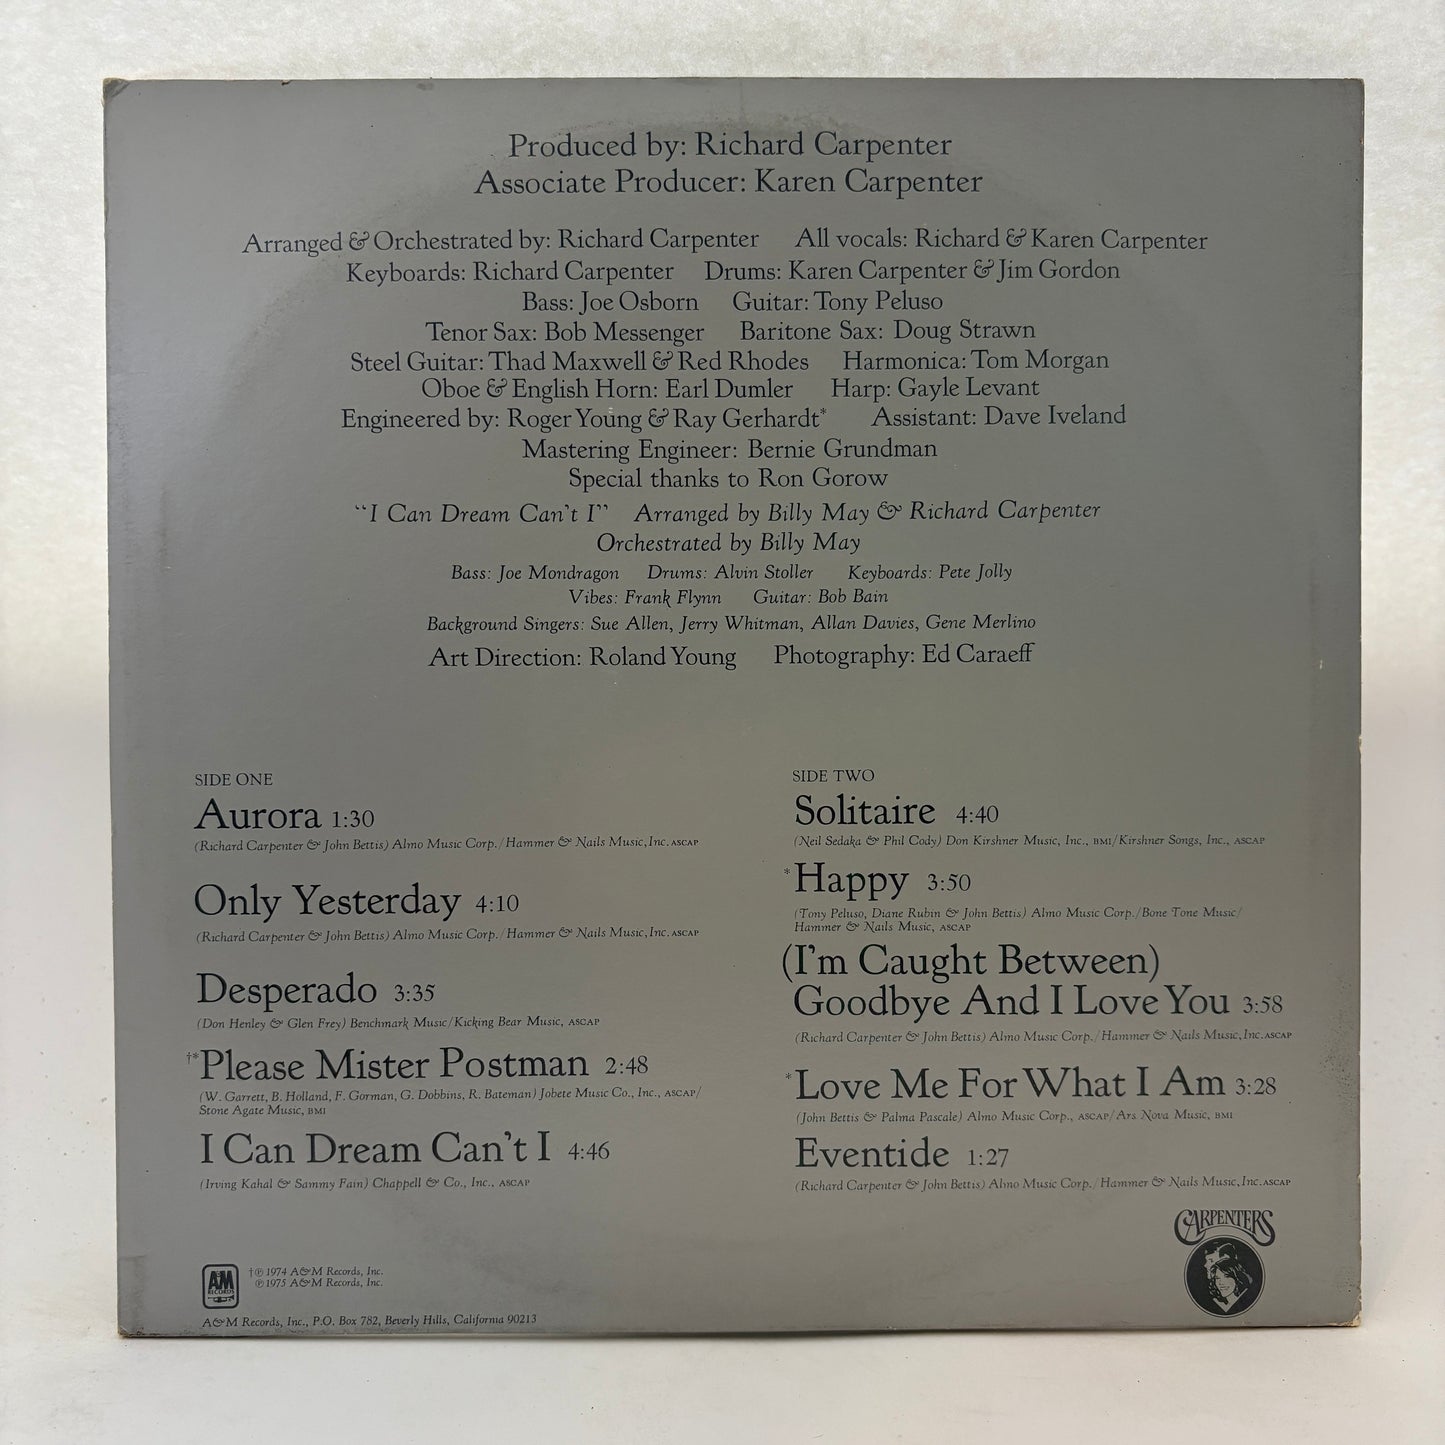 Produced by: Richard Carpenter
Associate Producer: Karen Carpenter
Arranged & Orchestrated by: Richard Carpenter All vocals: Richard & Karen Carpenter
Keyboards: Richard Carpenter Drums: Karen Carpenter & Jim Gordon
Bass: Joe Osborn Guitar: Tony Peluso
Tenor Sax: Bob Messenger Baritone Sax: Doug Strawn
Steel Guitar: Thad Maxwell & Red Rhodes Harmonica: Tom Morgan
Oboe & English Horn: Earl Dumler Harp: Gayle Levant
Engineered by: Roger Young & Ray Gerhardt* Assistant: Dave Iveland
Mastering Engineer: Bernie Grundman
Special thanks to Ron Gorow
“I Can Dream Can't I” Arranged by Billy May & Richard Carpenter
Orchestrated by Billy May
Bass: Joe Mondragon Drums: Alvin Stoller Keyboards: Pete Jolly
Vibes: Frank Flynn Guitar: Bob Bain
Background Singers: Sue Allen, Jerry Whitman, Allan Davies, Gene Merlino
Art Direction: Roland Young Photography: Ed Caraeff
SIDE ONE
Aurora 1:30
(Richard Carpenter & John Bettis) Almo Music Corp./Hammer & Nails Music, Inc. ASCAP
Only Yesterday 4:10
(Richard Carpenter & John Bettis) Almo Music Corp./Hammer & Nails Music, Inc. ASCAP
Desperado 3:35
(Don Henley & Glen Frey) Benchmark Music/Kicking Bear Music, ASCAP
†*Please Mister Postman 2:48
(W. Garrett, B. Holland, F. Gorman, G. Dobbins, R. Bateman) Jobete Music Co., Inc., ASCAP/
Stone Agate Music, BMI
I Can Dream Can't I 4:46
(Irving Kahal & Sammy Fain) Chappell & Co., Inc., ASCAP
SIDE TWO
Solitaire 4:40
(Neil Sedaka & Phil Cody) Don Kirshner Music, Inc., BMI/Kirshner Songs, Inc., ASCAP
*Happy 3:50
(Tony Peluso, Diane Rubin & John Bettis) Almo Music Corp./Bone Tone Music/
Hammer & Nails Music, ASCAP
(I'm Caught Between)
Goodbye And I Love You 3:58
(Richard Carpenter & John Bettis) Almo Music Corp./Hammer & Nails Music, Inc. ASCAP
*Love Me For What I Am 3:28
(John Bettis & Palma Pascale) Almo Music Corp., ASCAP/Ars Nova Music, BMI
Eventide 1:27
(Richard Carpenter & John Bettis) Almo Music Corp./Hammer & Nails Music, Inc. ASCAP
CARPENTERS
A&M
RECORDS
†℗ 1974 A&M Records, Inc.
℗ 1975 A&M Records, Inc.
A&M Records, Inc., P.O. Box 782, Beverly Hills, California 90213